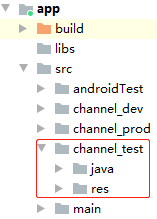 app
build
libs
src
androidTest
channel_dev
channel_prod
channel_test
java
res
main